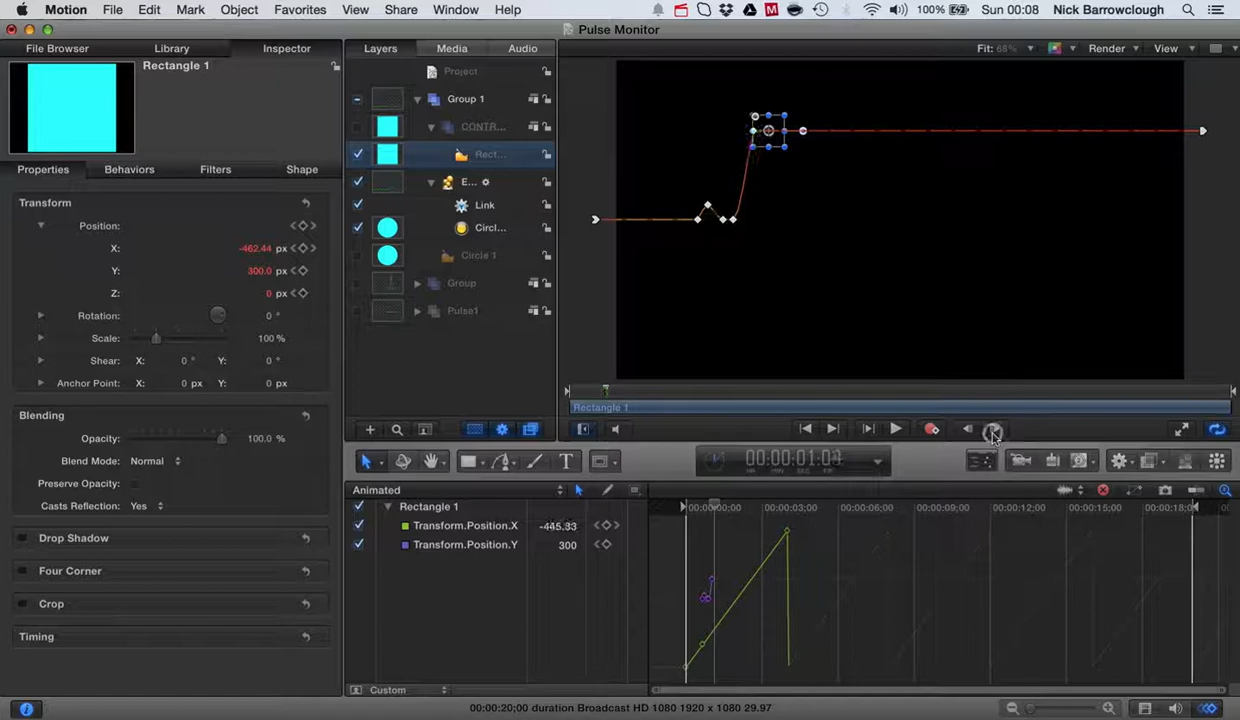 Motion File Edit Mark Object Favorites View Share Window Help 100% Sun 00:08 Nick Barrowclough
Pulse Monitor
File Browser Library Inspector
Layers Media Audio
Fit: 68% Render View
Rectangle 1
Project
Group 1
CONTR...
Rect...
E...
Link
Circl...
Circle 1
Group
Pulse1
Properties Behaviors Filters Shape
Transform
Position:
X: -462.44 px
Y: 300.0 px
Z: 0 px
Rotation: 0 °
Scale: 100 %
Shear: X: 0 ° Y: 0 °
Anchor Point: X: 0 px Y: 0 px
Blending
Opacity: 100.0 %
Blend Mode: Normal
Preserve Opacity:
Casts Reflection: Yes
Drop Shadow
Four Corner
Crop
Timing
Rectangle 1
T
Animated
Rectangle 1
Transform.Position.X -445.33
Transform.Position.Y 300
00:00:03;00 00:00:06;00 00:00:09;00 00:00:12;00 00:00:15;00
Custom
00:00:20;00 duration Broadcast HD 1080 1920 x 1080 29.97